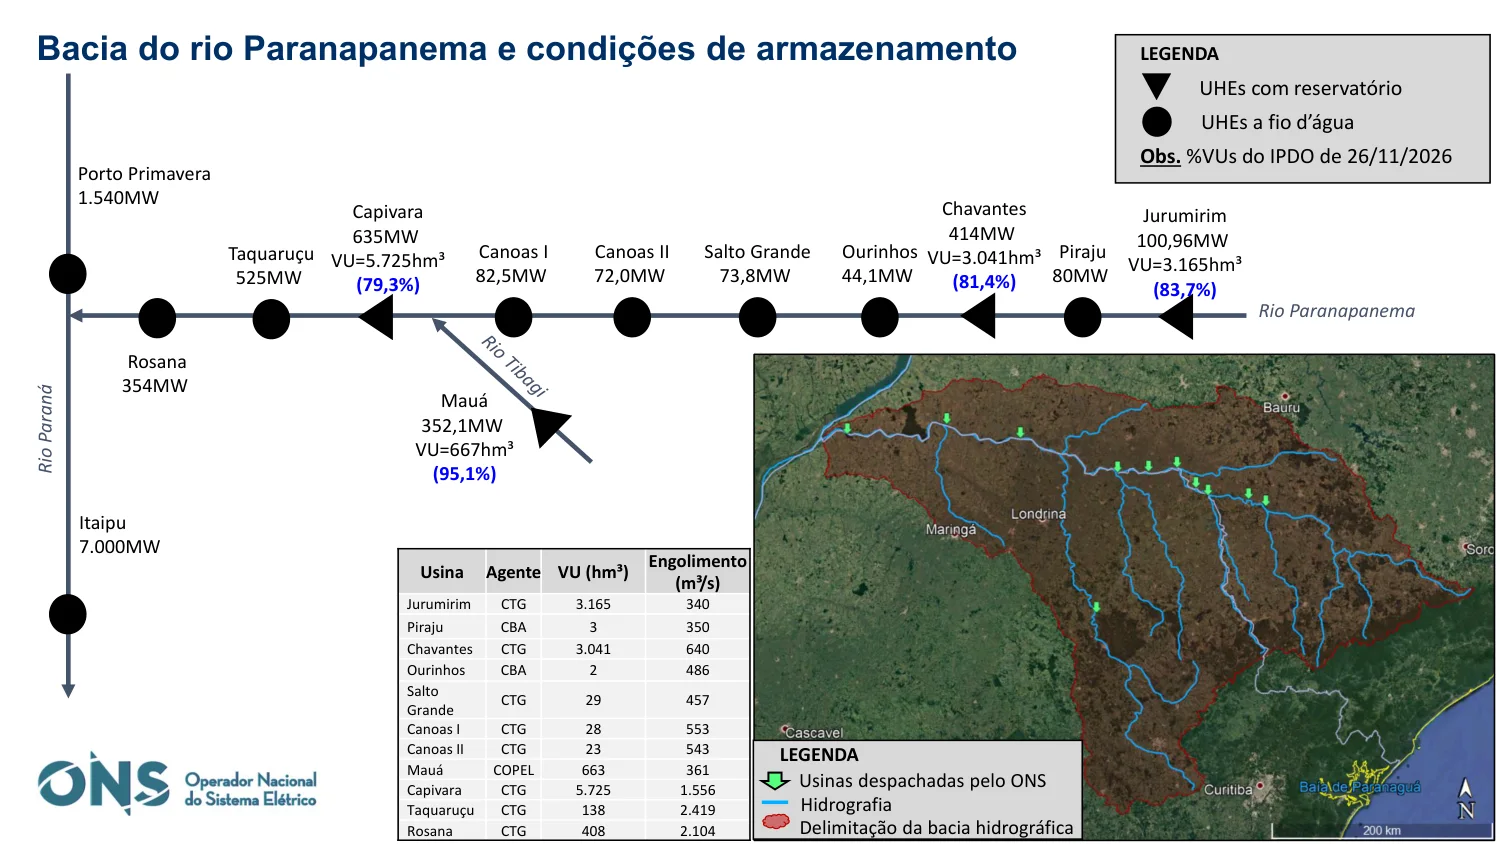 Bacia do rio Paranapanema e condições de armazenamento
LEGENDA
UHEs com reservatório
UHEs a fio d’água
Obs. %VUs do IPDO de 26/11/2026
Porto Primavera
1.540MW
Taquaruçu
525MW
Capivara
635MW
VU=5.725hm³
(79,3%)
Canoas I
82,5MW
Canoas II
72,0MW
Salto Grande
73,8MW
Ourinhos
44,1MW
Chavantes
414MW
VU=3.041hm³
(81,4%)
Piraju
80MW
Jurumirim
100,96MW
VU=3.165hm³
(83,7%)
Rio Paranapanema
Rosana
354MW
Rio Tibagi
Mauá
352,1MW
VU=667hm³
(95,1%)
Rio Paraná
Itaipu
7.000MW
Usina Agente VU (hm³) Engolimento (m³/s)
Jurumirim CTG 3.165 340
Piraju CBA 3 350
Chavantes CTG 3.041 640
Ourinhos CBA 2 486
Salto Grande CTG 29 457
Canoas I CTG 28 553
Canoas II CTG 23 543
Mauá COPEL 663 361
Capivara CTG 5.725 1.556
Taquaruçu CTG 138 2.419
Rosana CTG 408 2.104
Bauru
Londrina
Maringá
Soro
Cascavel
Curitiba
Baía de Paranaguá
N
200 km
LEGENDA
Usinas despachadas pelo ONS
Hidrografia
Delimitação da bacia hidrográfica
ONS
Operador Nacional
do Sistema Elétrico